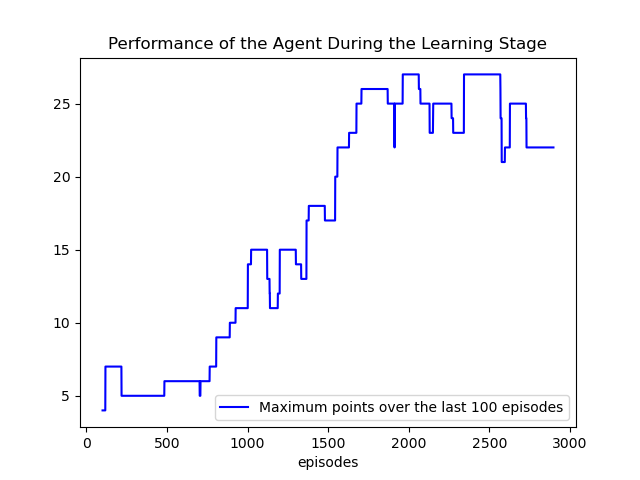 Performance of the Agent During the Learning Stage
25
20
15
10
5
Maximum points over the last 100 episodes
0 500 1000 1500 2000 2500 3000
episodes